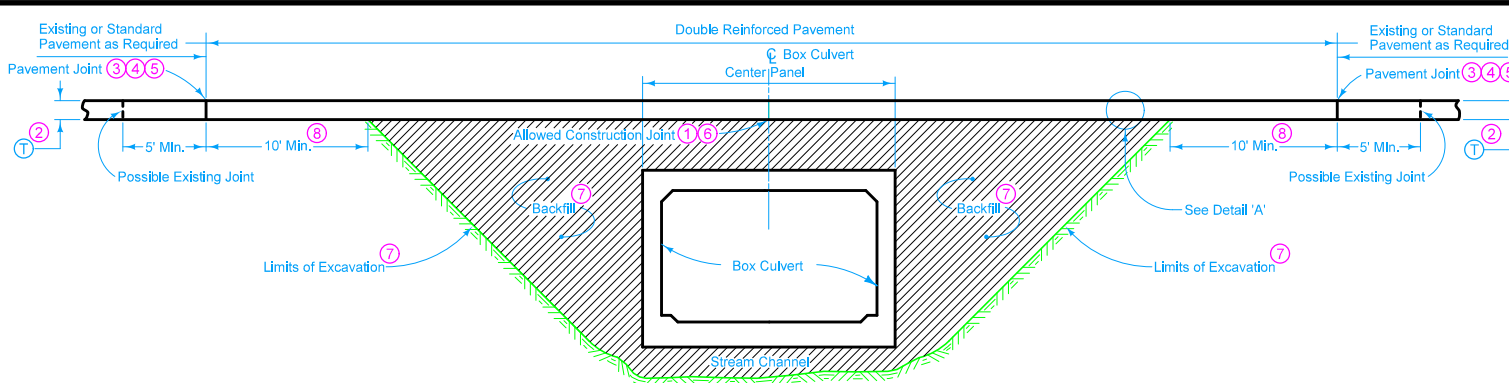 Existing or Standard
Pavement as Required
Double Reinforced Pavement
Existing or Standard
Pavement as Required
℄ Box Culvert
Center Panel
Pavement Joint 3 4 5
Pavement Joint 3 4
2
T
5' Min.
10' Min.
8
Allowed Construction Joint 1 6
8
10' Min.
5' Min.
2
T
Possible Existing Joint
Possible Existing Joint
Backfill 7
Backfill 7
See Detail 'A'
Limits of Excavation 7
Box Culvert
Limits of Excavation 7
Stream Channel